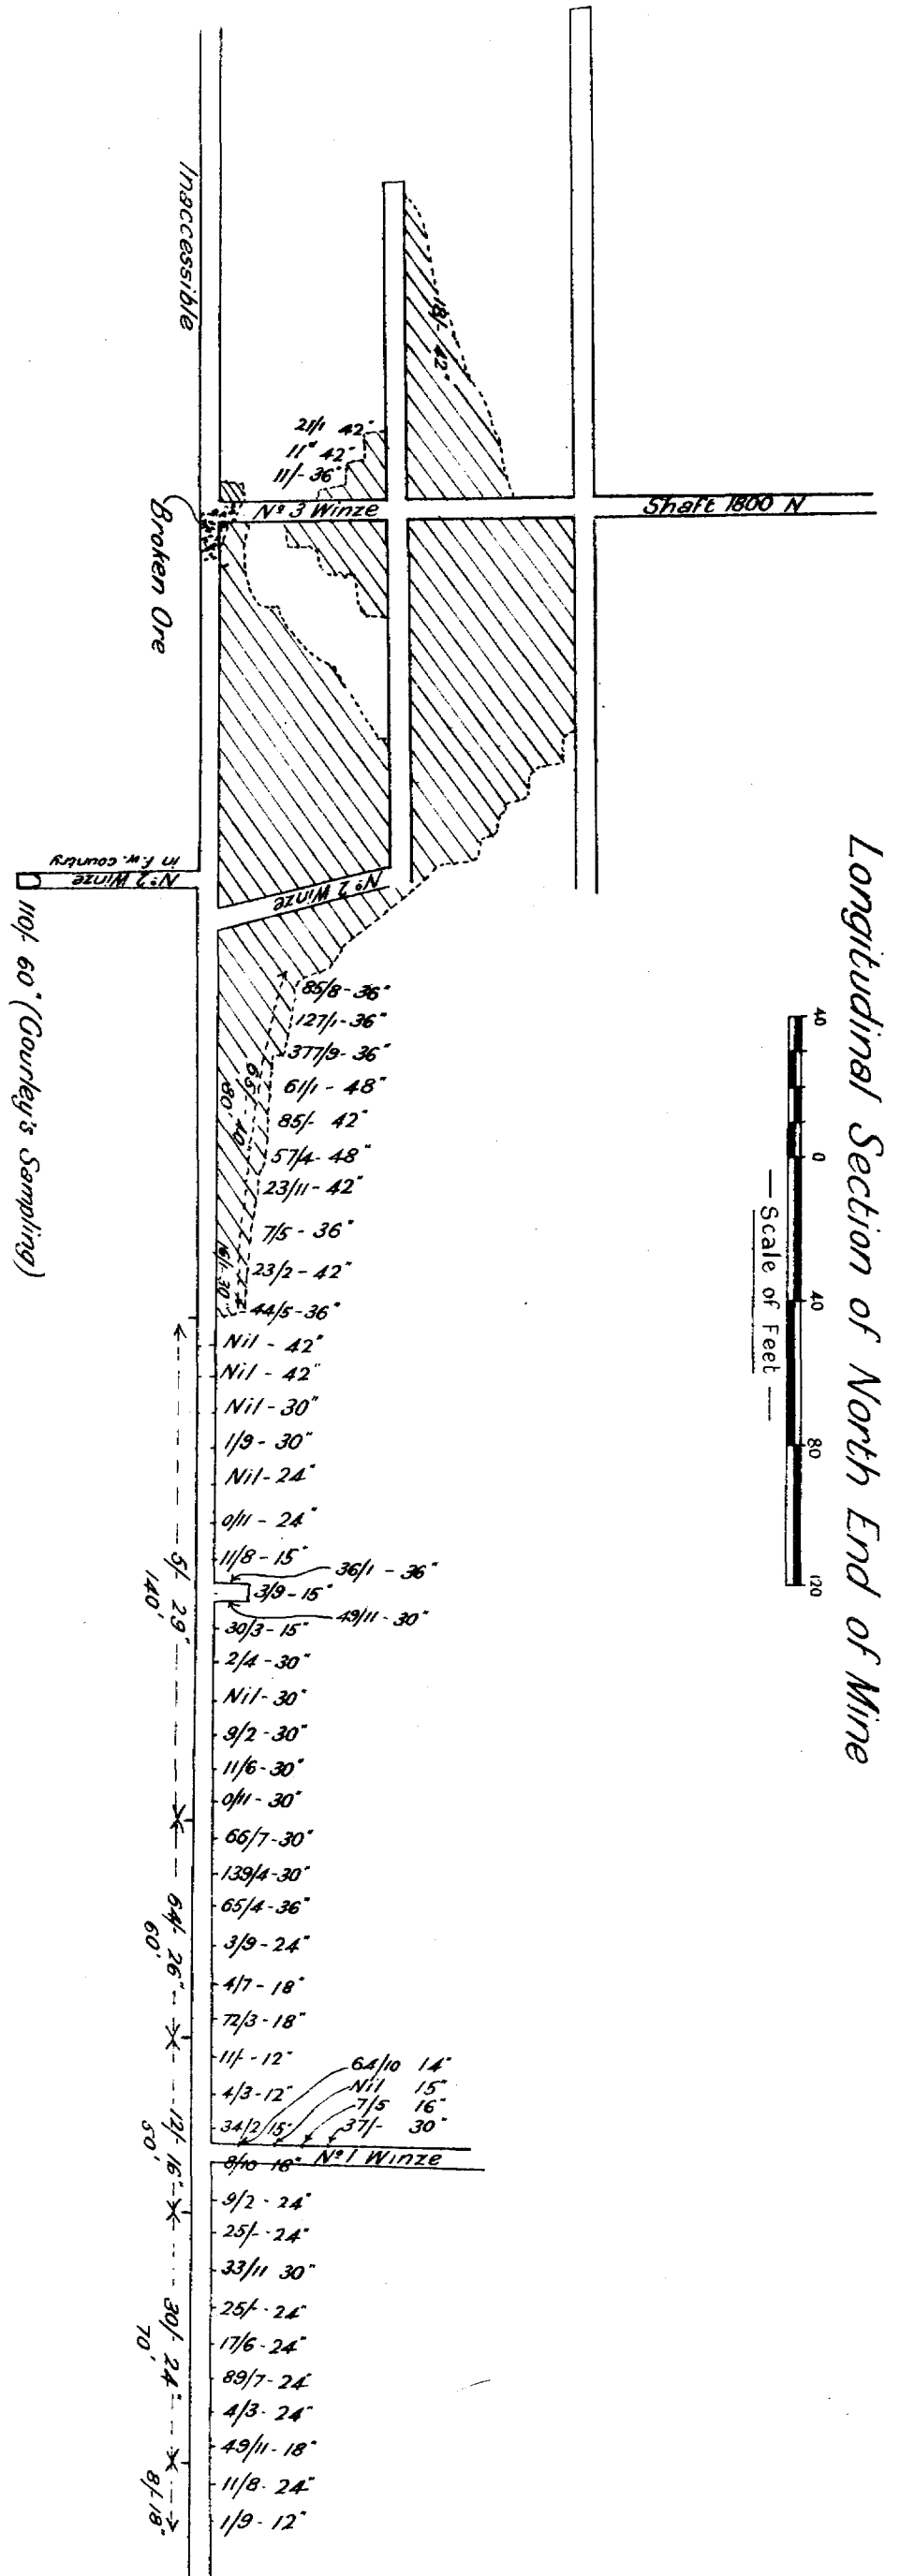 Longitudinal Section of North End of Mine
40 0 40 80 120
— Scale of Feet —
Shaft 1800 N
18/- 42"
21/1 42"
11" 42"
11/- 36"
Nº 3 Winze
Inaccessible
Broken Ore
Nº 2 Winze
Nº 2 Winze
in f.w. country
110/- 60" (Gourley's Sampling)
85/8 - 36"
127/1 - 36"
377/9 - 36"
61/1 - 48"
85/- 42"
57/4 - 48"
23/11 - 42"
7/5 - 36"
23/2 - 42"
44/5 - 36"
65/- 40"
80'
16/- 30"
Nil - 42"
Nil - 42"
Nil - 30"
1/9 - 30"
Nil - 24"
0/11 - 24"
11/8 - 15"
36/1 - 36"
3/9 - 15"
49/11 - 30"
30/3 - 15"
2/4 - 30"
Nil - 30"
9/2 - 30"
11/6 - 30"
0/11 - 30"
66/7 - 30"
139/4 - 30"
65/4 - 36"
3/9 - 24"
4/7 - 18"
72/3 - 18"
11/- - 12"
4/3 - 12"
34/2 15"
64/10 14"
Nil 15"
7/5 16"
37/- 30"
Nº 1 Winze
8/10 18"
9/2 - 24"
25/- - 24"
33/11 30"
25/- - 24"
17/6 - 24"
89/7 - 24"
4/3 - 24"
49/11 - 18"
11/8 - 24"
1/9 - 12"
5/- 29"
140'
64/- 26"
60'
12/- 16"
50'
30/- 24"
70'
8/- 18"